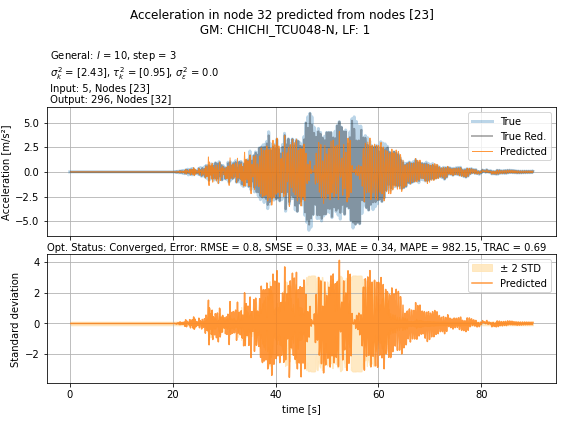 Acceleration in node 32 predicted from nodes [23]
GM: CHICHI_TCU048-N, LF: 1
General: l = 10, step = 3
σ²ₖ = [2.43], τ²ₖ = [0.95], σ²ε = 0.0
Input: 5, Nodes [23]
Output: 296, Nodes [32]
Acceleration [m/s²]
5.0
2.5
0.0
−2.5
−5.0
True
True Red.
Predicted
Opt. Status: Converged, Error: RMSE = 0.8, SMSE = 0.33, MAE = 0.34, MAPE = 982.15, TRAC = 0.69
Standard deviation
4
2
0
−2
± 2 STD
Predicted
0 20 40 60 80
time [s]